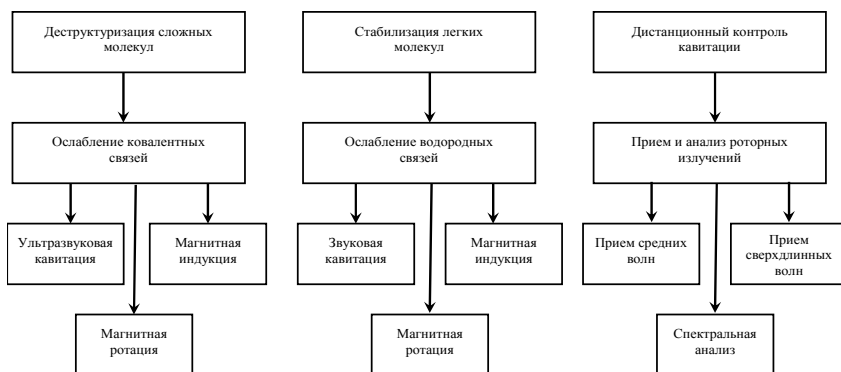 Деструктуризация сложных
молекул
Ослабление ковалентных
связей
Ультразвуковая
кавитация
Магнитная
индукция
Магнитная
ротация
Стабилизация легких
молекул
Ослабление водородных
связей
Звуковая
кавитация
Магнитная
индукция
Магнитная
ротация
Дистанционный контроль
кавитации
Прием и анализ роторных
излучений
Прием средних
волн
Прием
сверхдлинных
волн
Спектральная
анализ